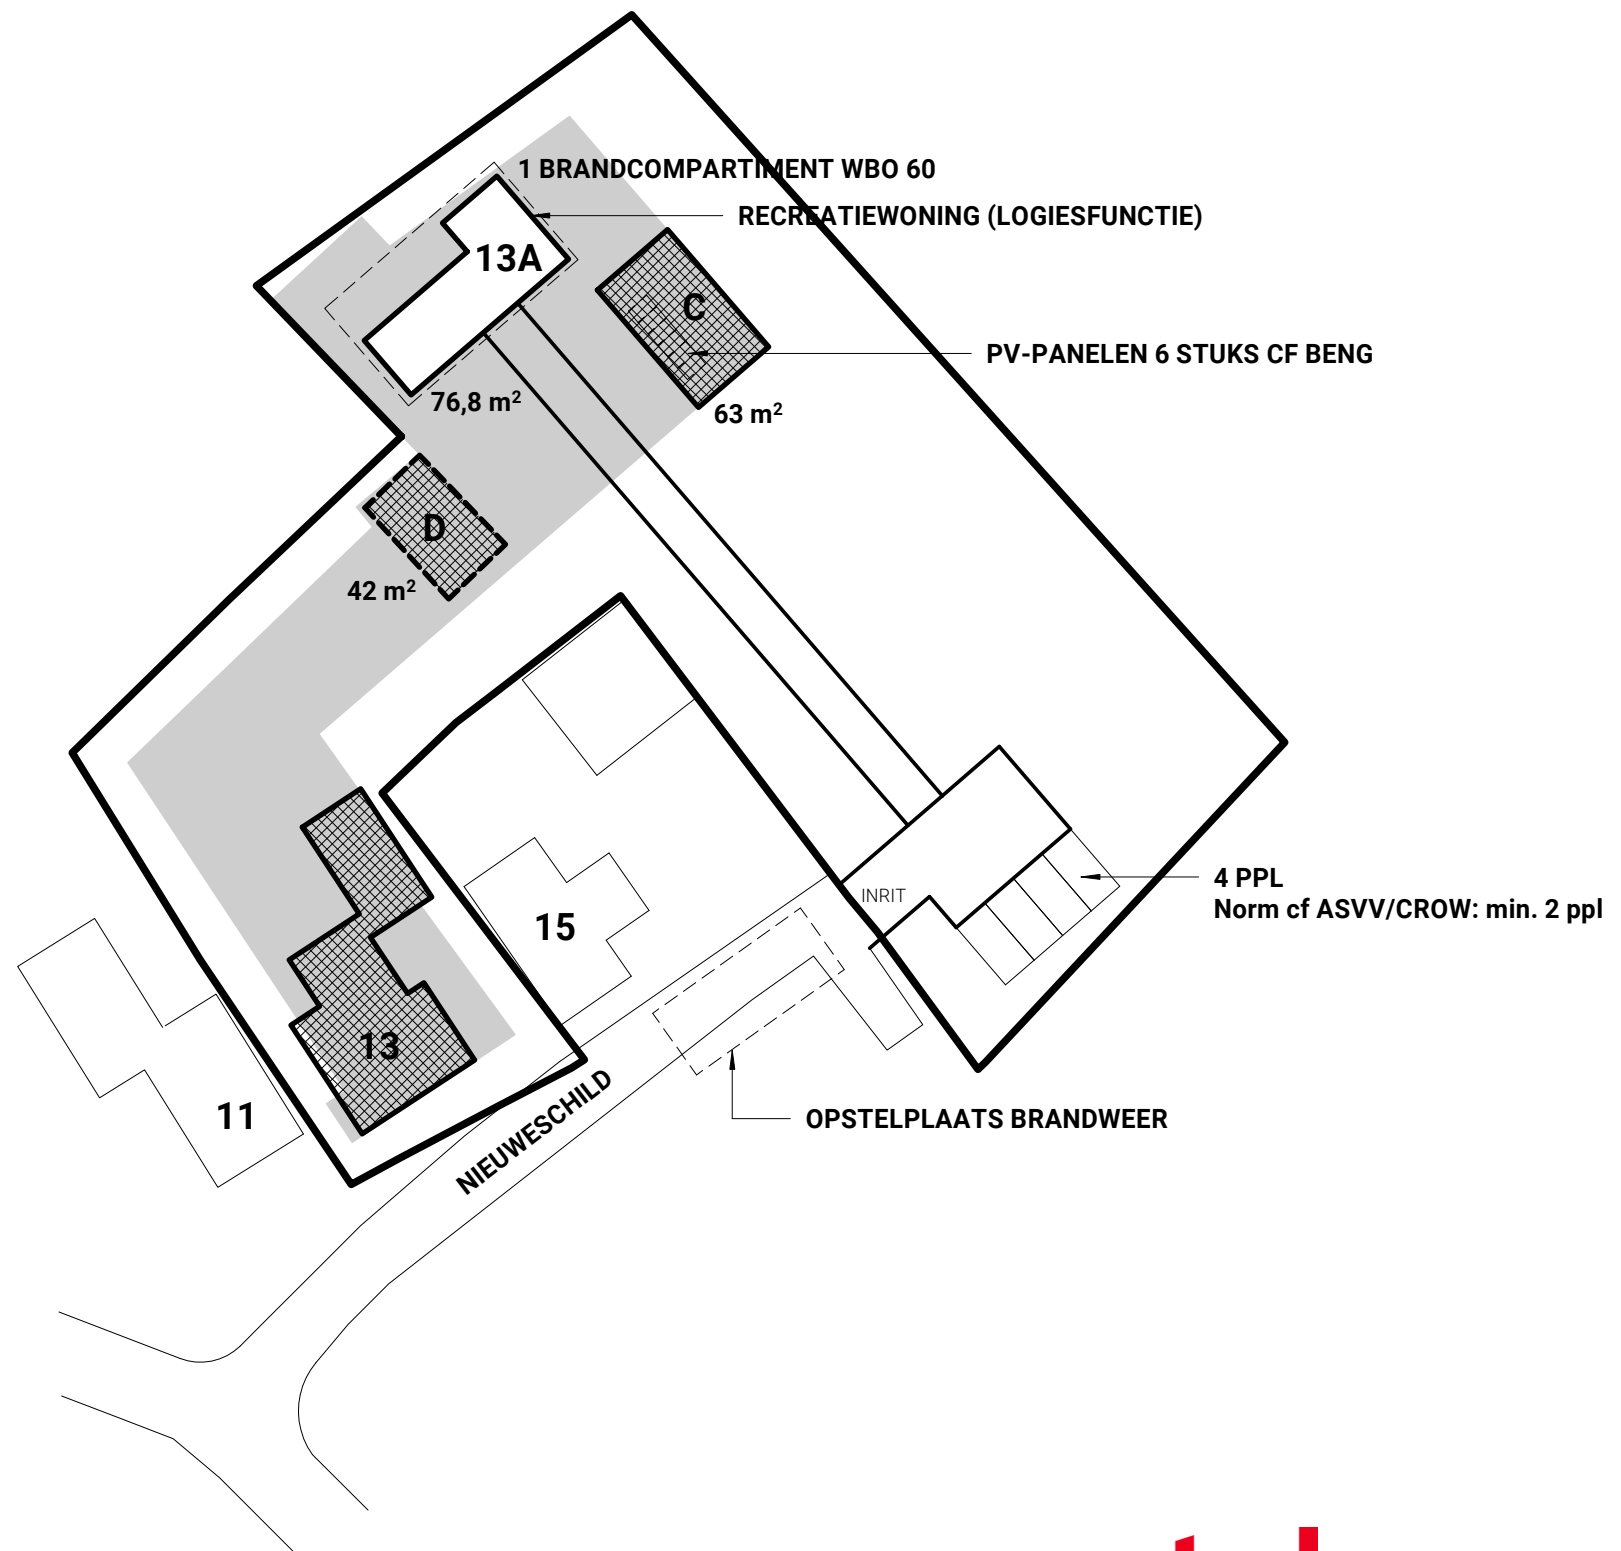 1 BRANDCOMPARTIMENT WBO 60
RECREATIEWONING (LOGIESFUNCTIE)
13A
C
PV-PANELEN 6 STUKS CF BENG
76,8 m²
63 m²
D
42 m²
4 PPL
Norm cf ASVV/CROW: min. 2 ppl
INRIT
15
13
11
NIEUWESCHILD
OPSTELPLAATS BRANDWEER